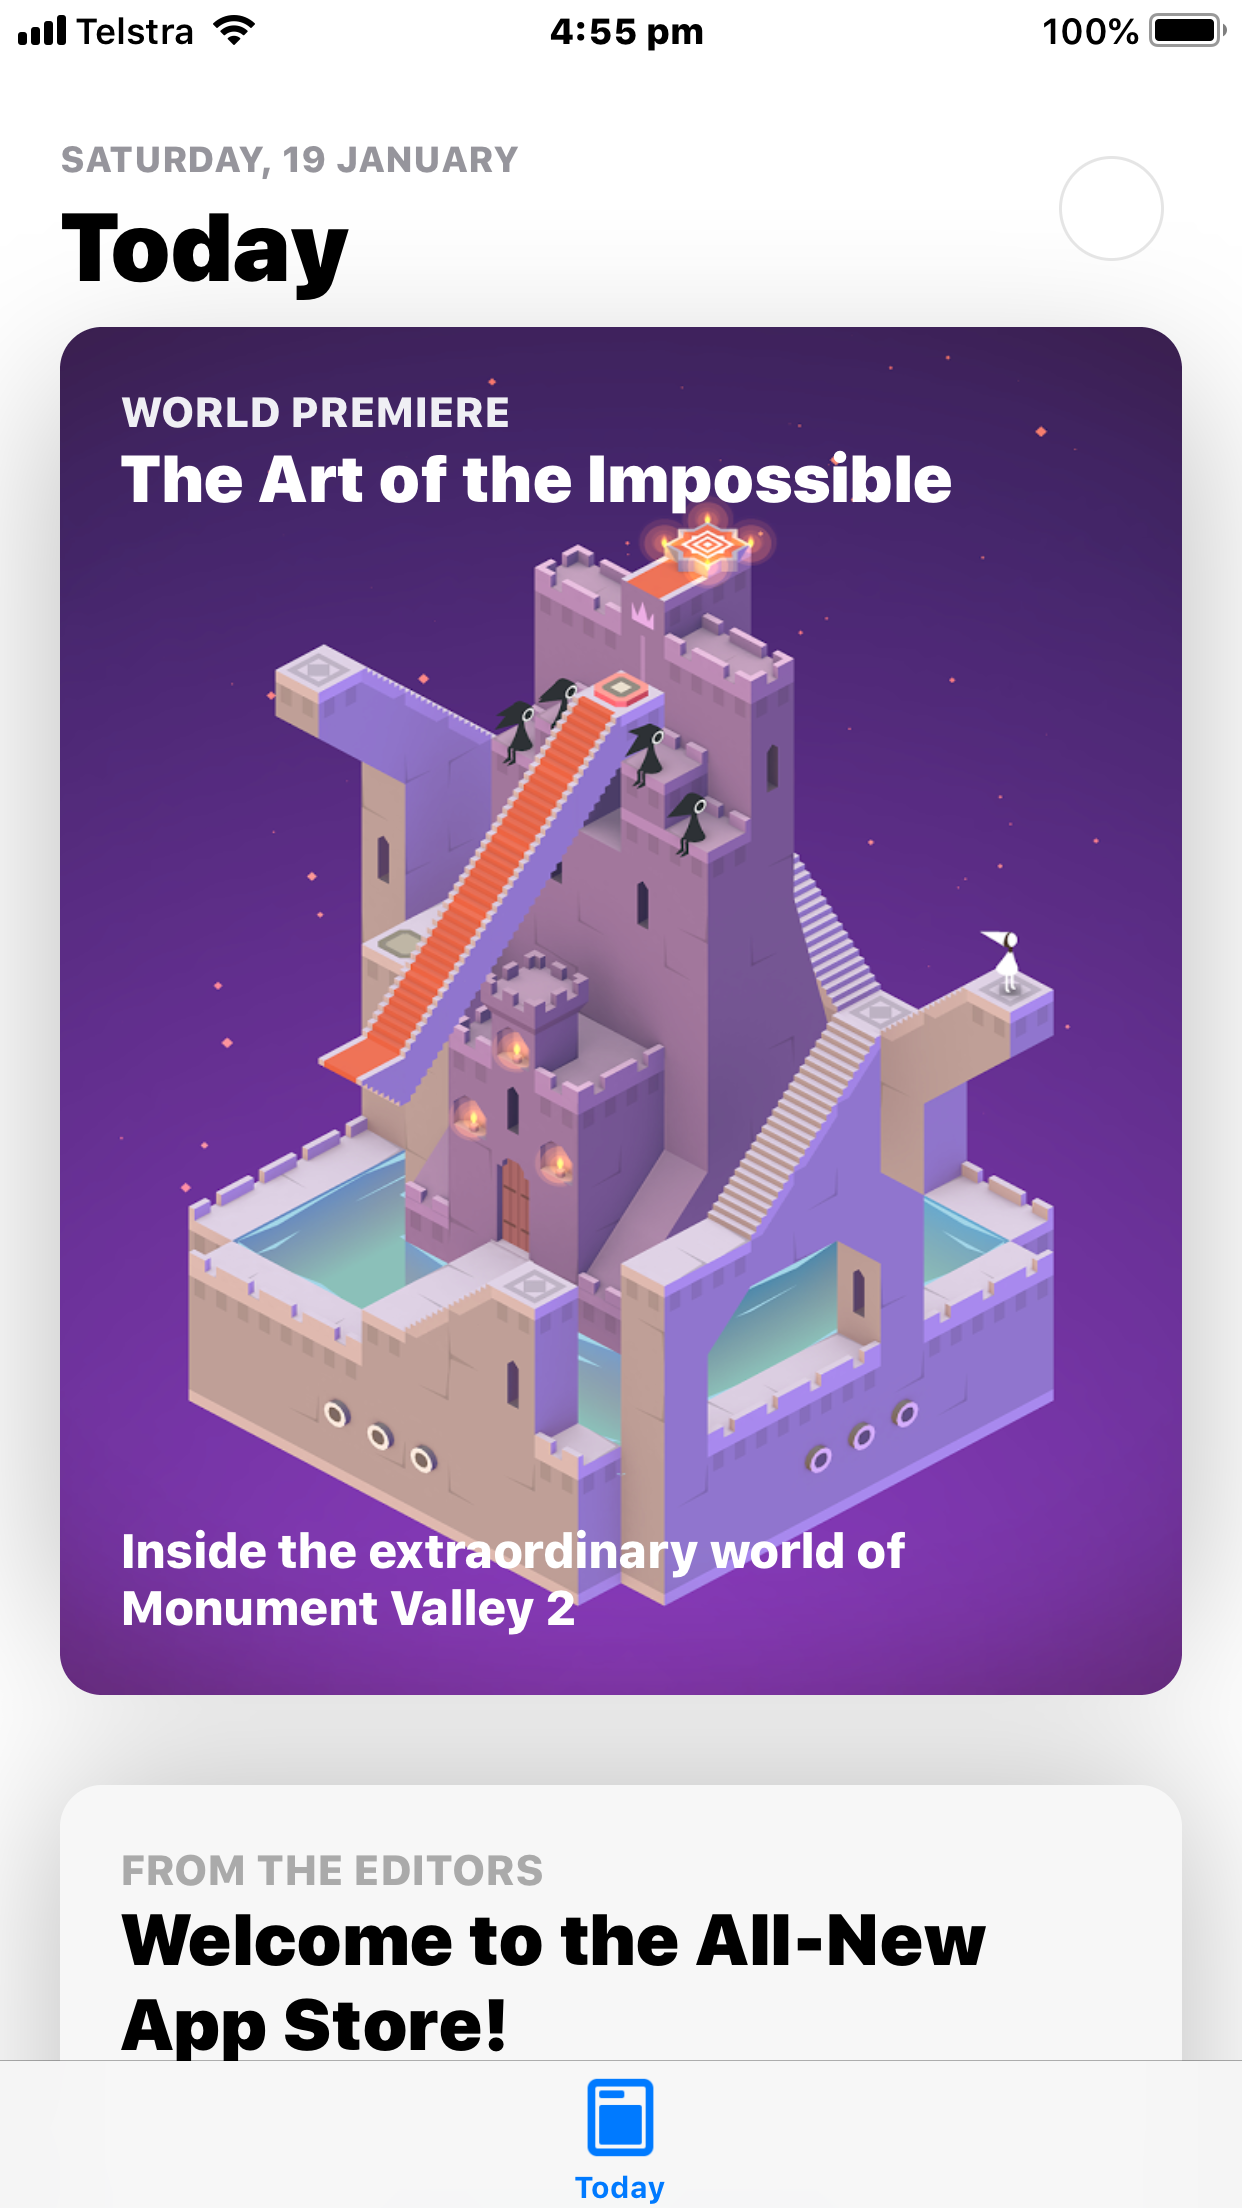 Telstra 4:55 pm 100%
SATURDAY, 19 JANUARY
Today
WORLD PREMIERE
The Art of the Impossible
Inside the extraordinary world of
Monument Valley 2
FROM THE EDITORS
Welcome to the All-New
App Store!
Today